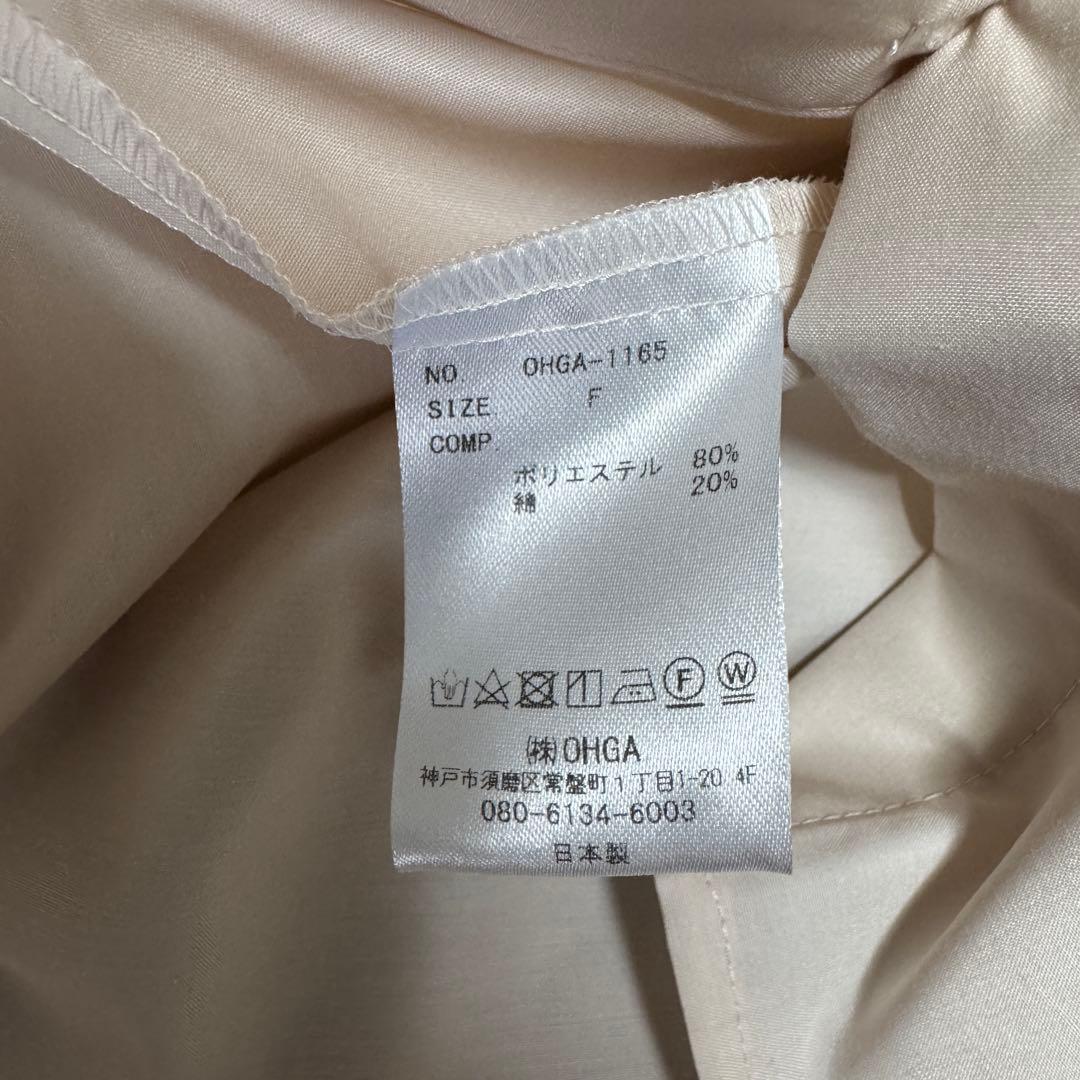 NO. OHGA-1165
SIZE F
COMP.
ポリエステル 80%
綿 20%
F W
㈱OHGA
神戸市須磨区常盤町1丁目1-20 4F
080-6134-6003
日本製